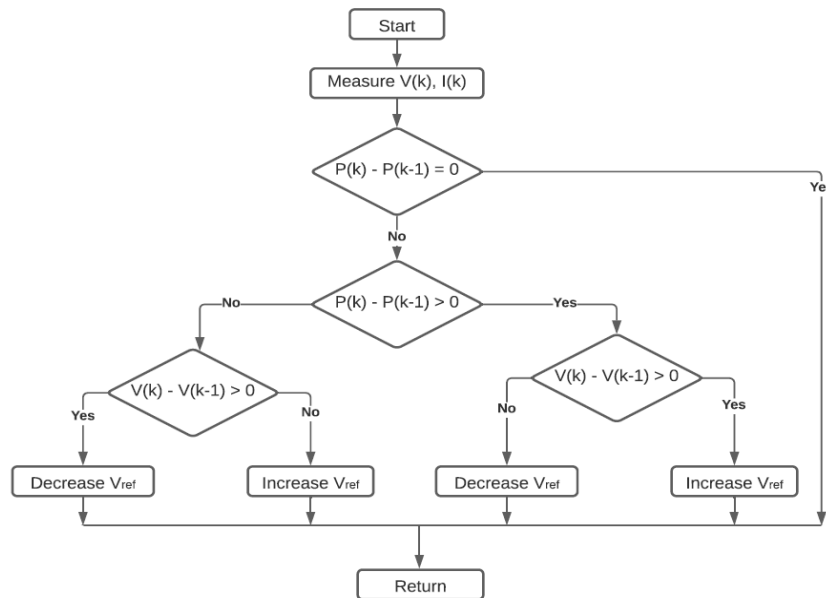 Start
Measure V(k), I(k)
P(k) - P(k-1) = 0
Ye
No
P(k) - P(k-1) > 0
No
Yes
V(k) - V(k-1) > 0
V(k) - V(k-1) > 0
Yes
No
No
Yes
Decrease Vref
Increase Vref
Decrease Vref
Increase Vref
Return